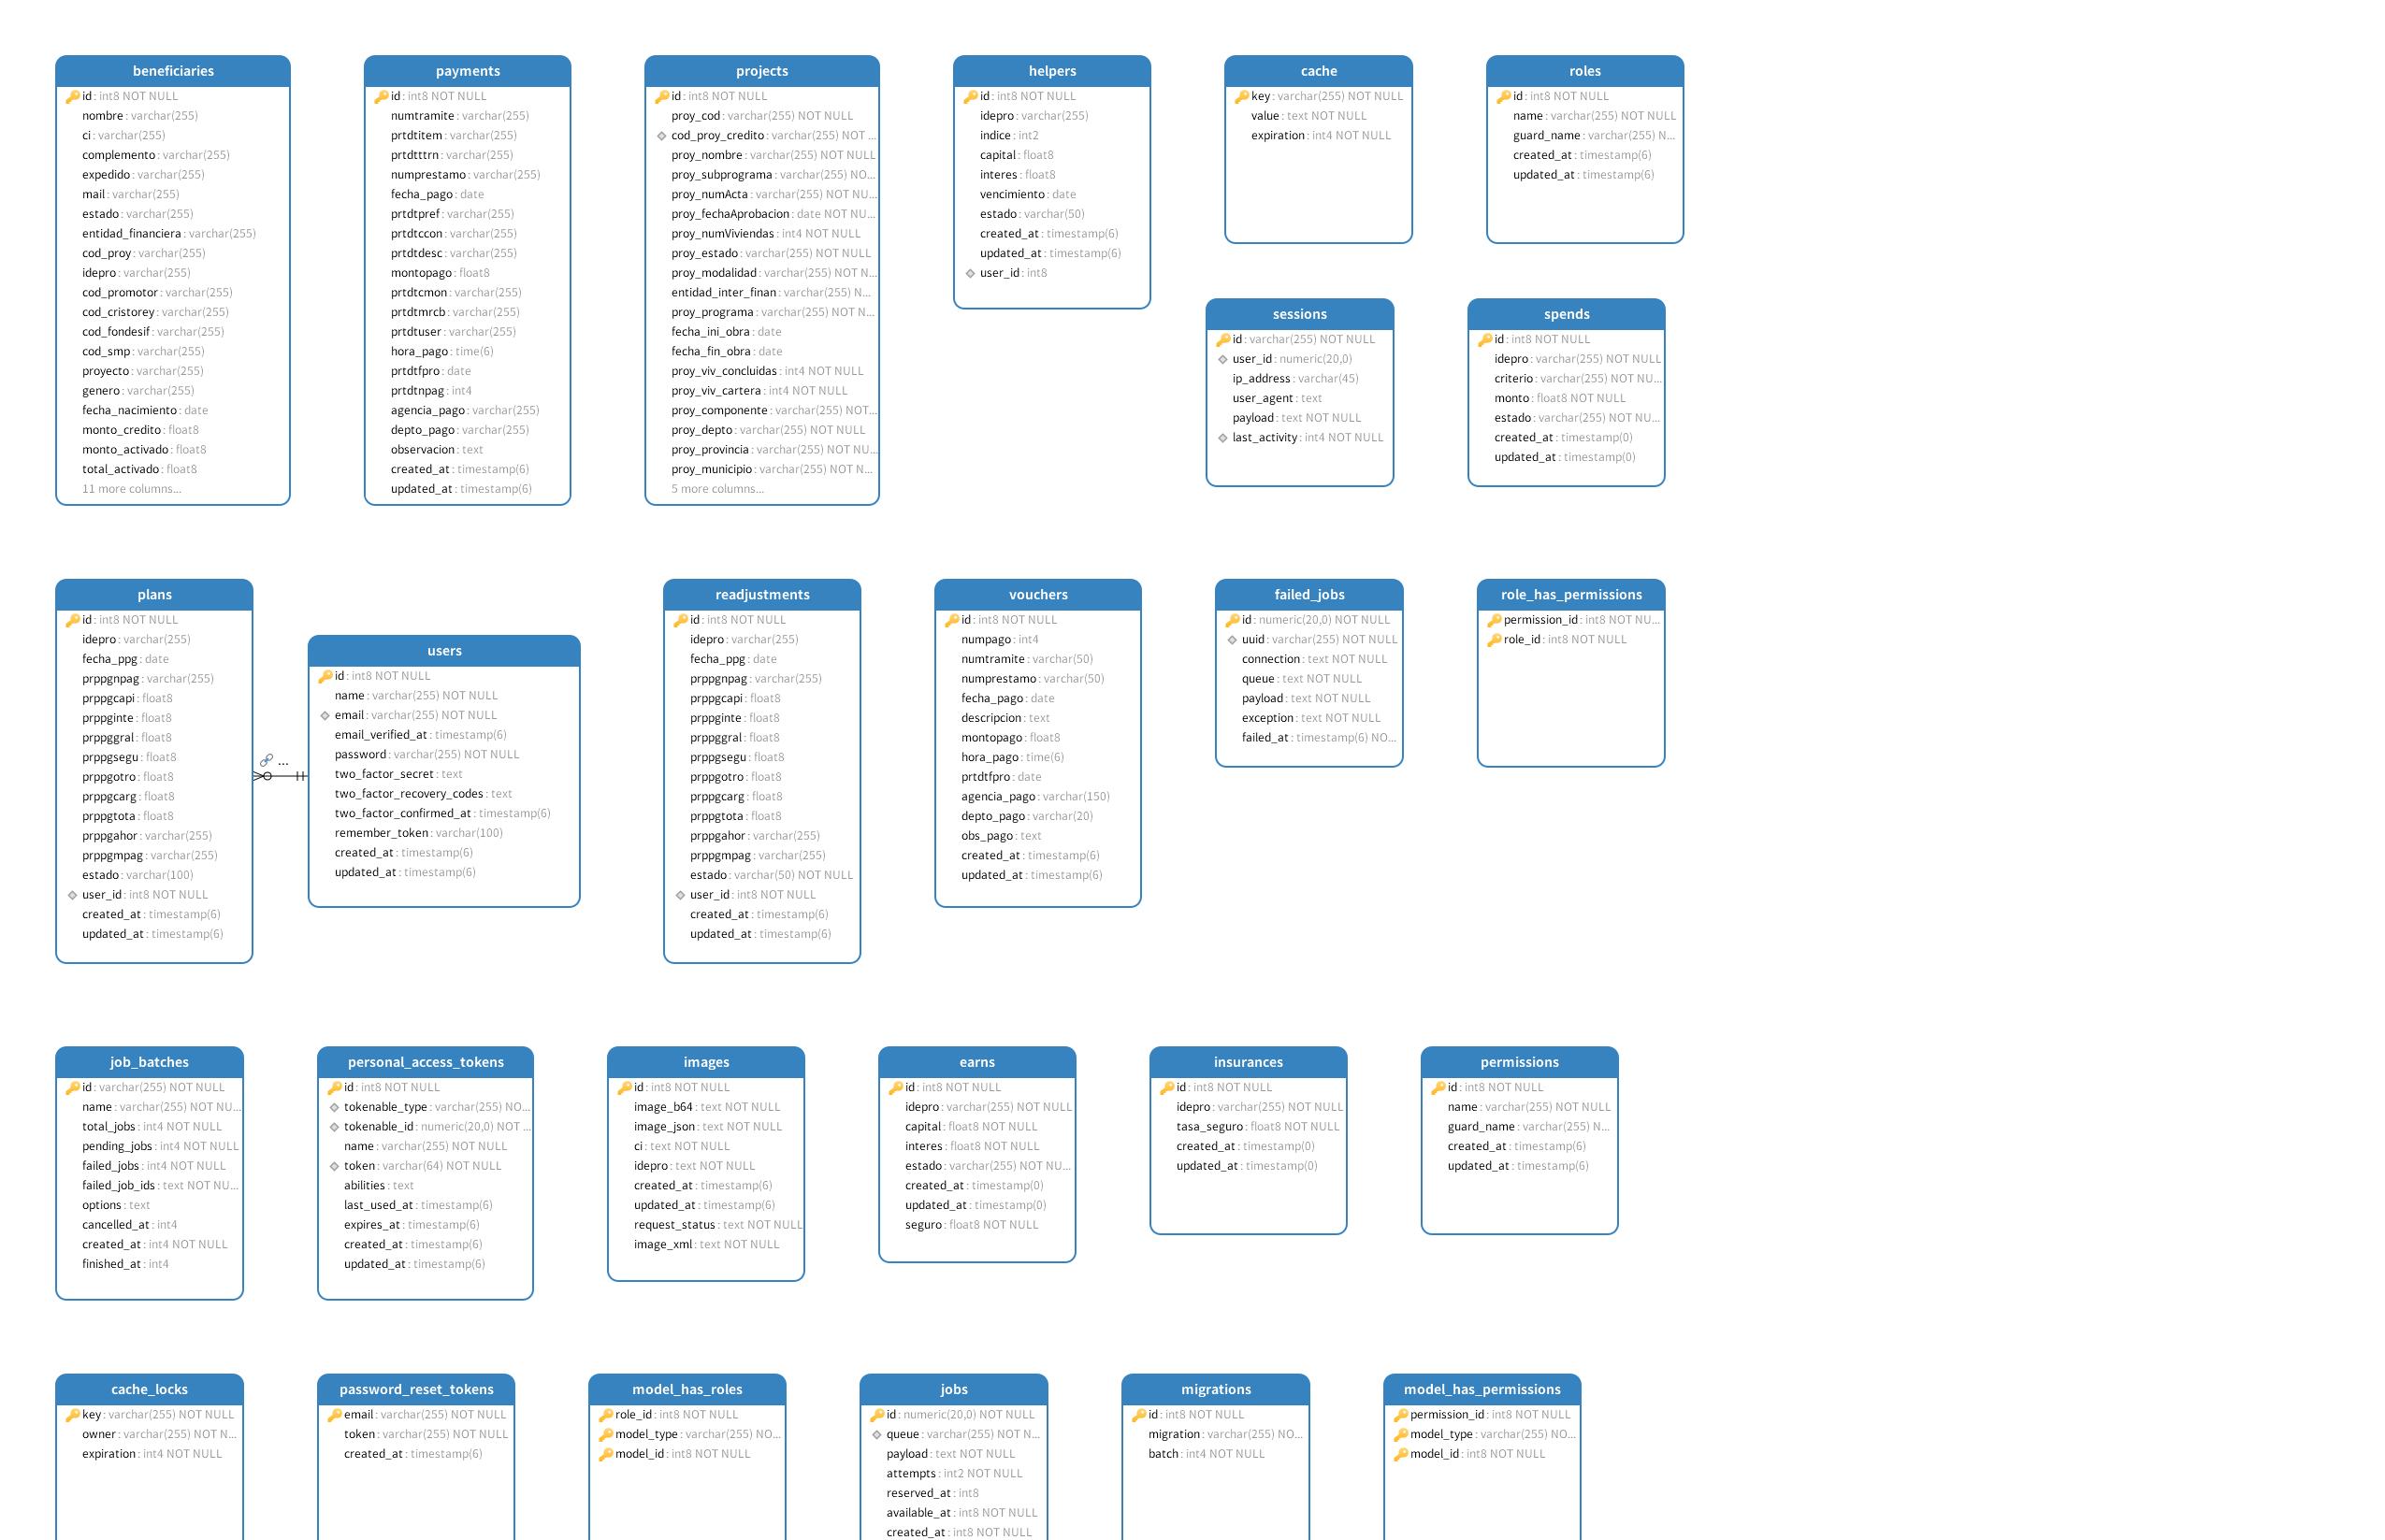 beneficiaries
id : int8 NOT NULL
nombre : varchar(255)
ci : varchar(255)
complemento : varchar(255)
expedido : varchar(255)
mail : varchar(255)
estado : varchar(255)
entidad_financiera : varchar(255)
cod_proy : varchar(255)
idepro : varchar(255)
cod_promotor : varchar(255)
cod_cristorey : varchar(255)
cod_fondesif : varchar(255)
cod_smp : varchar(255)
proyecto : varchar(255)
genero : varchar(255)
fecha_nacimiento : date
monto_credito : float8
monto_activado : float8
total_activado : float8
11 more columns...
payments
id : int8 NOT NULL
numtramite : varchar(255)
prtdtitem : varchar(255)
prtdtttrn : varchar(255)
numprestamo : varchar(255)
fecha_pago : date
prtdtpref : varchar(255)
prtdtccon : varchar(255)
prtdtdesc : varchar(255)
montopago : float8
prtdtcmon : varchar(255)
prtdtmrcb : varchar(255)
prtdtuser : varchar(255)
hora_pago : time(6)
prtdtfpro : date
prtdtnpag : int4
agencia_pago : varchar(255)
depto_pago : varchar(255)
observacion : text
created_at : timestamp(6)
updated_at : timestamp(6)
projects
id : int8 NOT NULL
proy_cod : varchar(255) NOT NULL
cod_proy_credito : varchar(255) NOT ...
proy_nombre : varchar(255) NOT NULL
proy_subprograma : varchar(255) NO...
proy_numActa : varchar(255) NOT NU...
proy_fechaAprobacion : date NOT NU...
proy_numViviendas : int4 NOT NULL
proy_estado : varchar(255) NOT NULL
proy_modalidad : varchar(255) NOT N...
entidad_inter_finan : varchar(255) N...
proy_programa : varchar(255) NOT N...
fecha_ini_obra : date
fecha_fin_obra : date
proy_viv_concluidas : int4 NOT NULL
proy_viv_cartera : int4 NOT NULL
proy_componente : varchar(255) NOT...
proy_depto : varchar(255) NOT NULL
proy_provincia : varchar(255) NOT NU...
proy_municipio : varchar(255) NOT N...
5 more columns...
helpers
id : int8 NOT NULL
idepro : varchar(255)
indice : int2
capital : float8
interes : float8
vencimiento : date
estado : varchar(50)
created_at : timestamp(6)
updated_at : timestamp(6)
user_id : int8
cache
key : varchar(255) NOT NULL
value : text NOT NULL
expiration : int4 NOT NULL
roles
id : int8 NOT NULL
name : varchar(255) NOT NULL
guard_name : varchar(255) N...
created_at : timestamp(6)
updated_at : timestamp(6)
sessions
id : varchar(255) NOT NULL
user_id : numeric(20,0)
ip_address : varchar(45)
user_agent : text
payload : text NOT NULL
last_activity : int4 NOT NULL
spends
id : int8 NOT NULL
idepro : varchar(255) NOT NULL
criterio : varchar(255) NOT NU...
monto : float8 NOT NULL
estado : varchar(255) NOT NU...
created_at : timestamp(0)
updated_at : timestamp(0)
plans
id : int8 NOT NULL
idepro : varchar(255)
fecha_ppg : date
prppgnpag : varchar(255)
prppgcapi : float8
prppginte : float8
prppggral : float8
prppgsegu : float8
prppgotro : float8
prppgcarg : float8
prppgtota : float8
prppgahor : varchar(255)
prppgmpag : varchar(255)
estado : varchar(100)
user_id : int8 NOT NULL
created_at : timestamp(6)
updated_at : timestamp(6)
...
users
id : int8 NOT NULL
name : varchar(255) NOT NULL
email : varchar(255) NOT NULL
email_verified_at : timestamp(6)
password : varchar(255) NOT NULL
two_factor_secret : text
two_factor_recovery_codes : text
two_factor_confirmed_at : timestamp(6)
remember_token : varchar(100)
created_at : timestamp(6)
updated_at : timestamp(6)
readjustments
id : int8 NOT NULL
idepro : varchar(255)
fecha_ppg : date
prppgnpag : varchar(255)
prppgcapi : float8
prppginte : float8
prppggral : float8
prppgsegu : float8
prppgotro : float8
prppgcarg : float8
prppgtota : float8
prppgahor : varchar(255)
prppgmpag : varchar(255)
estado : varchar(50) NOT NULL
user_id : int8 NOT NULL
created_at : timestamp(6)
updated_at : timestamp(6)
vouchers
id : int8 NOT NULL
numpago : int4
numtramite : varchar(50)
numprestamo : varchar(50)
fecha_pago : date
descripcion : text
montopago : float8
hora_pago : time(6)
prtdtfpro : date
agencia_pago : varchar(150)
depto_pago : varchar(20)
obs_pago : text
created_at : timestamp(6)
updated_at : timestamp(6)
failed_jobs
id : numeric(20,0) NOT NULL
uuid : varchar(255) NOT NULL
connection : text NOT NULL
queue : text NOT NULL
payload : text NOT NULL
exception : text NOT NULL
failed_at : timestamp(6) NO...
role_has_permissions
permission_id : int8 NOT NU...
role_id : int8 NOT NULL
job_batches
id : varchar(255) NOT NULL
name : varchar(255) NOT NU...
total_jobs : int4 NOT NULL
pending_jobs : int4 NOT NULL
failed_jobs : int4 NOT NULL
failed_job_ids : text NOT NU...
options : text
cancelled_at : int4
created_at : int4 NOT NULL
finished_at : int4
personal_access_tokens
id : int8 NOT NULL
tokenable_type : varchar(255) NO...
tokenable_id : numeric(20,0) NOT ...
name : varchar(255) NOT NULL
token : varchar(64) NOT NULL
abilities : text
last_used_at : timestamp(6)
expires_at : timestamp(6)
created_at : timestamp(6)
updated_at : timestamp(6)
images
id : int8 NOT NULL
image_b64 : text NOT NULL
image_json : text NOT NULL
ci : text NOT NULL
idepro : text NOT NULL
created_at : timestamp(6)
updated_at : timestamp(6)
request_status : text NOT NULL
image_xml : text NOT NULL
earns
id : int8 NOT NULL
idepro : varchar(255) NOT NULL
capital : float8 NOT NULL
interes : float8 NOT NULL
estado : varchar(255) NOT NU...
created_at : timestamp(0)
updated_at : timestamp(0)
seguro : float8 NOT NULL
insurances
id : int8 NOT NULL
idepro : varchar(255) NOT NULL
tasa_seguro : float8 NOT NULL
created_at : timestamp(0)
updated_at : timestamp(0)
permissions
id : int8 NOT NULL
name : varchar(255) NOT NULL
guard_name : varchar(255) N...
created_at : timestamp(6)
updated_at : timestamp(6)
cache_locks
key : varchar(255) NOT NULL
owner : varchar(255) NOT N...
expiration : int4 NOT NULL
password_reset_tokens
email : varchar(255) NOT NULL
token : varchar(255) NOT NULL
created_at : timestamp(6)
model_has_roles
role_id : int8 NOT NULL
model_type : varchar(255) NO...
model_id : int8 NOT NULL
jobs
id : numeric(20,0) NOT NULL
queue : varchar(255) NOT N...
payload : text NOT NULL
attempts : int2 NOT NULL
reserved_at : int8
available_at : int8 NOT NULL
created_at : int8 NOT NULL
migrations
id : int8 NOT NULL
migration : varchar(255) NO...
batch : int4 NOT NULL
model_has_permissions
permission_id : int8 NOT NULL
model_type : varchar(255) NO...
model_id : int8 NOT NULL